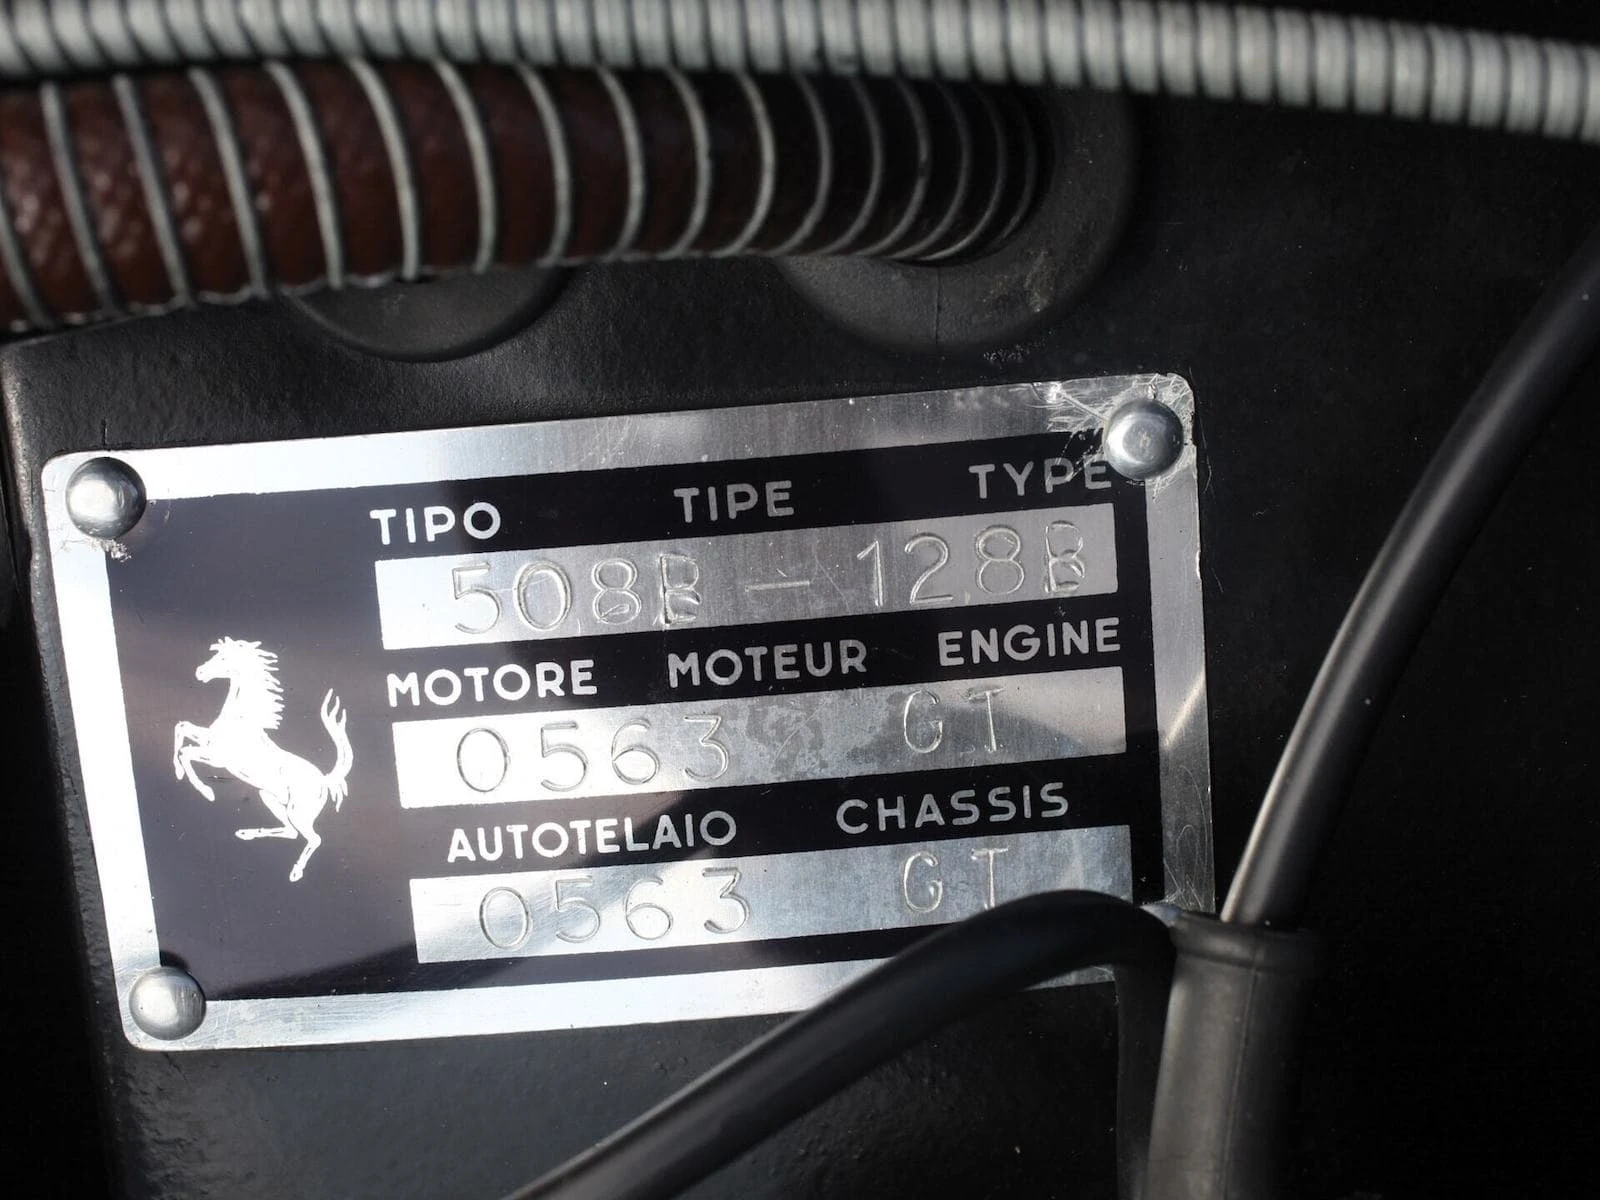 TIPO TIPE TYPE
508B - 128B
MOTORE MOTEUR ENGINE
0563 GT
AUTOTELAIO CHASSIS
0563 GT